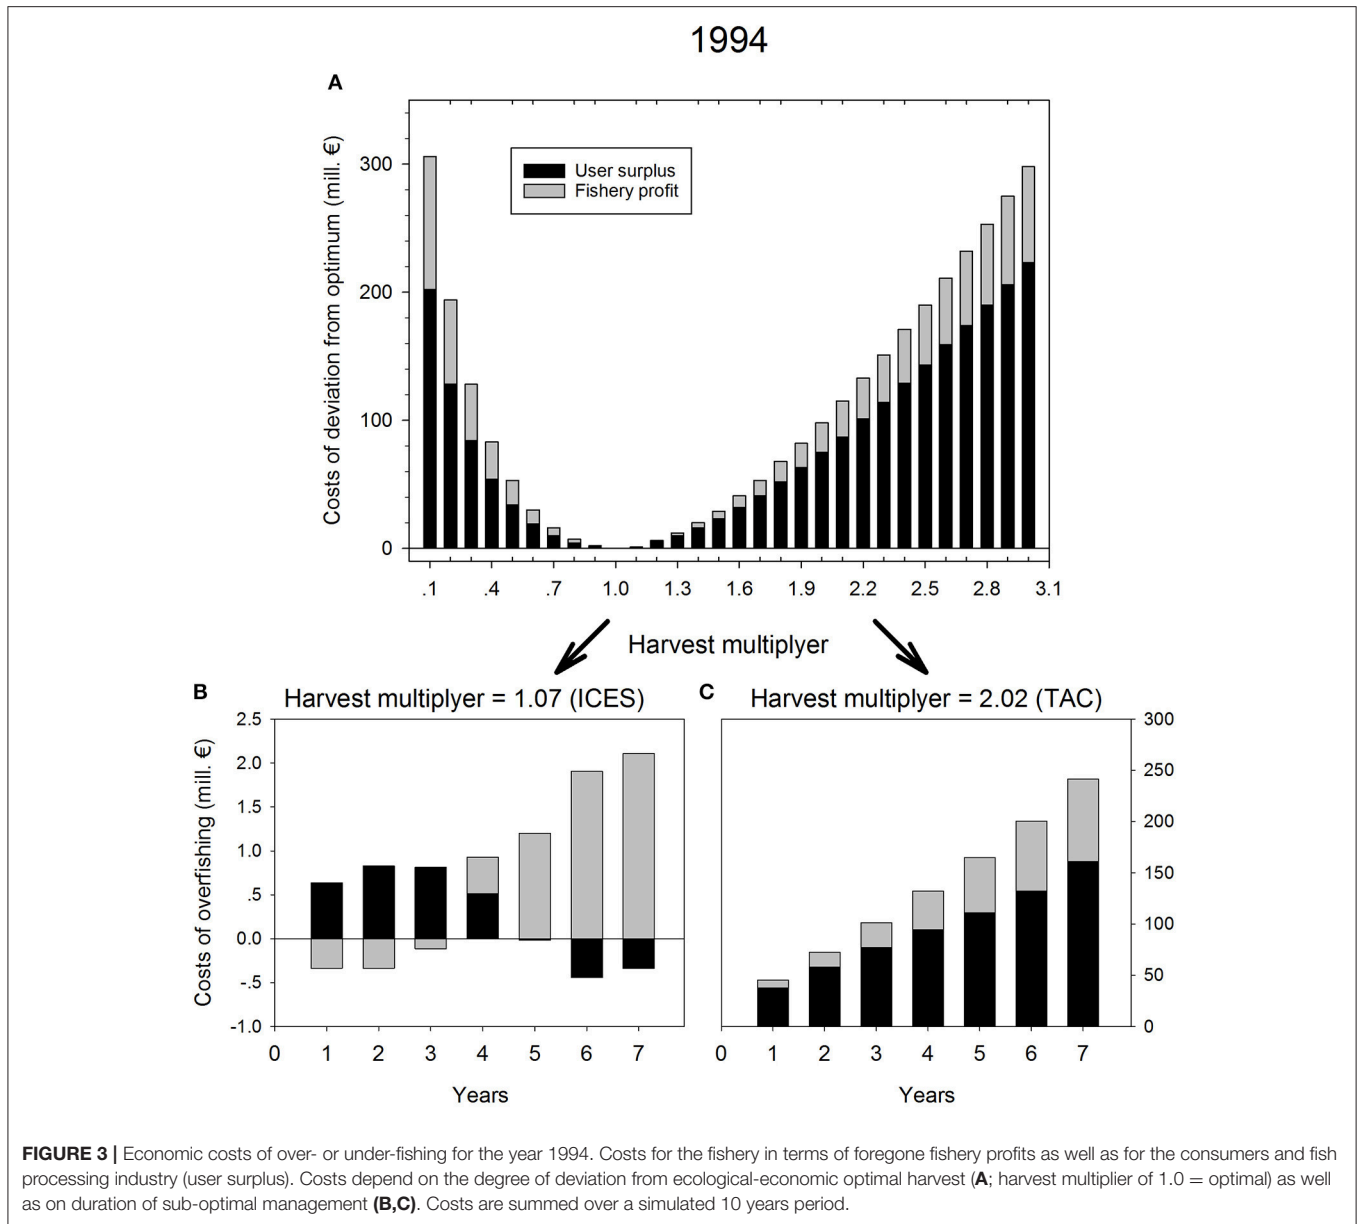 1994
A
Costs of deviation from optimum (mill. €)
300
200
100
0
User surplus
Fishery profit
.1 .4 .7 1.0 1.3 1.6 1.9 2.2 2.5 2.8 3.1
Harvest multiplyer
B
Harvest multiplyer = 1.07 (ICES)
Costs of overfishing (mill. €)
2.5
2.0
1.5
1.0
.5
0.0
-.5
-1.0
0 1 2 3 4 5 6 7
Years
C
Harvest multiplyer = 2.02 (TAC)
300
250
200
150
100
50
0
0 1 2 3 4 5 6 7
Years
FIGURE 3 | Economic costs of over- or under-fishing for the year 1994. Costs for the fishery in terms of foregone fishery profits as well as for the consumers and fish
processing industry (user surplus). Costs depend on the degree of deviation from ecological-economic optimal harvest (A; harvest multiplier of 1.0 = optimal) as well
as on duration of sub-optimal management (B,C). Costs are summed over a simulated 10 years period.